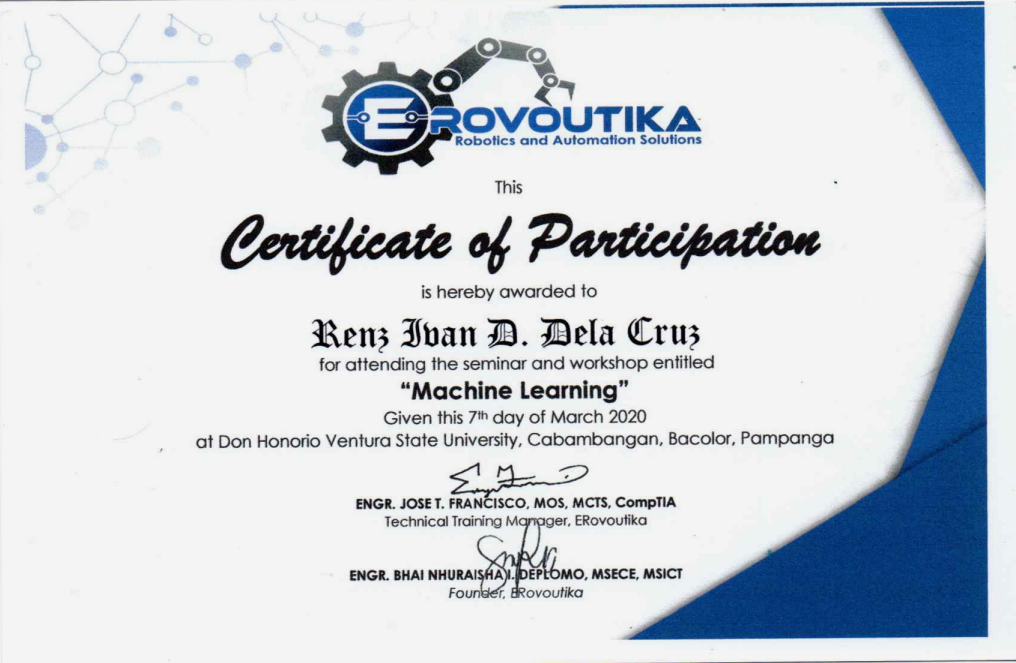 EROVOUTIKA
Robotics and Automation Solutions
This
Certificate of Participation
is hereby awarded to
Renz Ivan D. Dela Cruz
for attending the seminar and workshop entitled
“Machine Learning”
Given this 7th day of March 2020
at Don Honorio Ventura State University, Cabambangan, Bacolor, Pampanga
ENGR. JOSE T. FRANCISCO, MOS, MCTS, CompTIA
Technical Training Manager, ERovoutika
ENGR. BHAI NHURAISHA I. DEPLOMO, MSECE, MSICT
Founder, ERovoutika